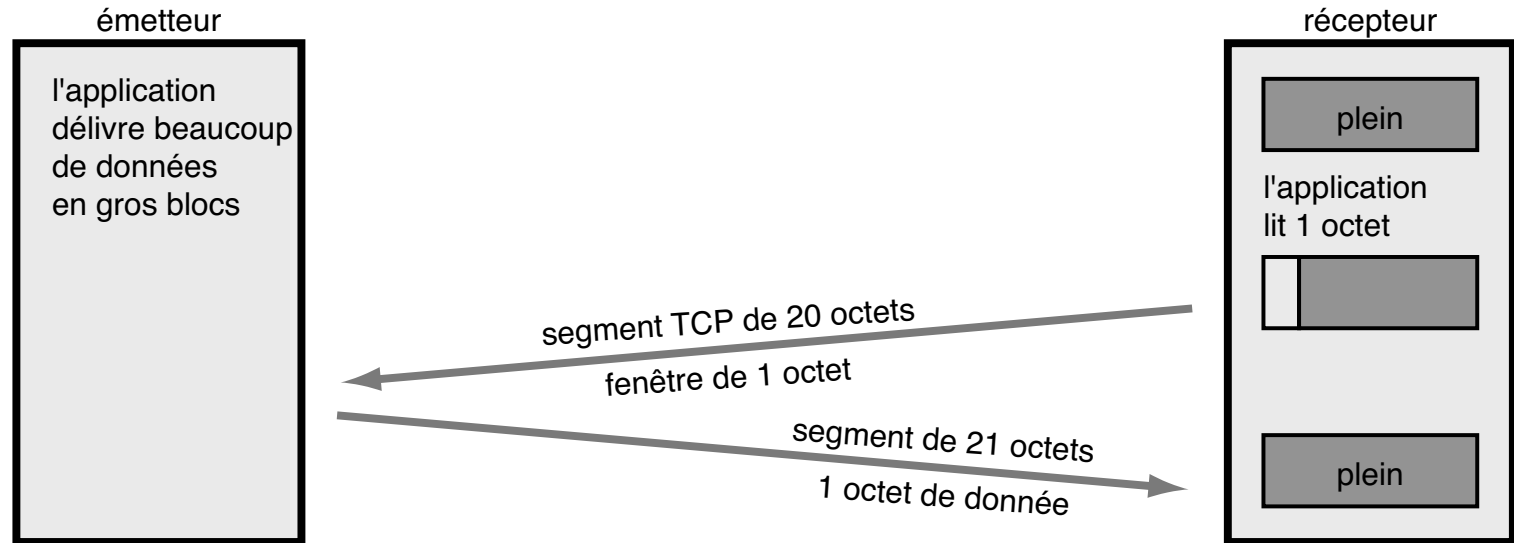 émetteur
récepteur
l'application
délivre beaucoup
de données
en gros blocs
plein
l'application
lit 1 octet
segment TCP de 20 octets
fenêtre de 1 octet
segment de 21 octets
1 octet de donnée
plein